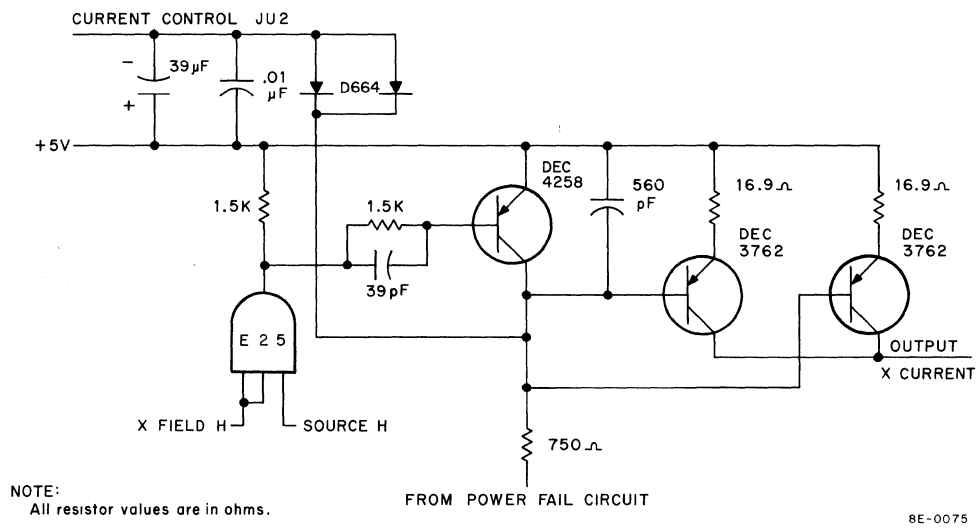 CURRENT CONTROL JU2
-
39µF
+
.01
µF
D664
+5V
1.5K
1.5K
39pF
DEC
4258
560
pF
16.9Ω
DEC
3762
16.9Ω
DEC
3762
E 2 5
X FIELD H
SOURCE H
OUTPUT
X CURRENT
750Ω
FROM POWER FAIL CIRCUIT
NOTE:
All resistor values are in ohms.
8E-0075